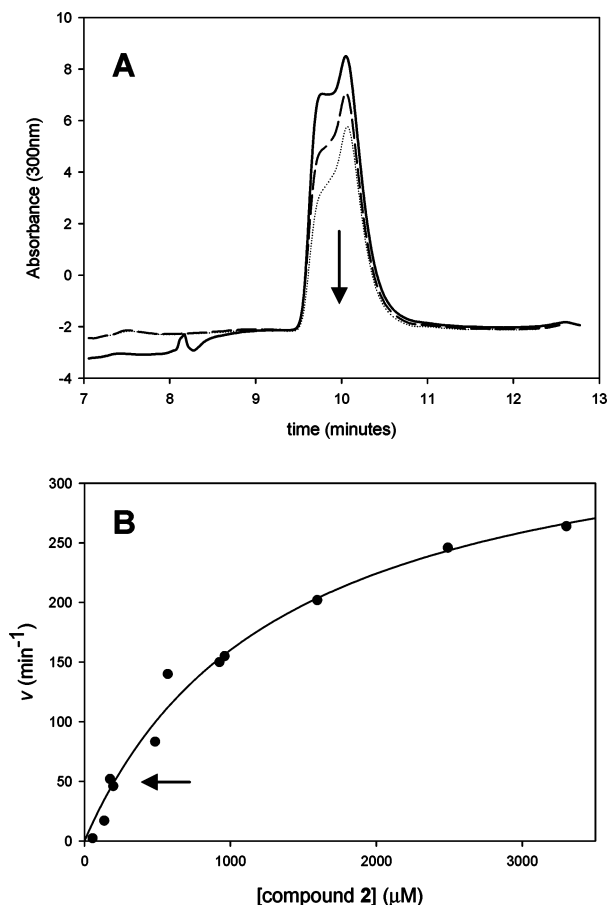 A
10
8
6
4
2
0
-2
-4
Absorbance (300nm)
7 8 9 10 11 12 13
time (minutes)
B
300
250
200
150
100
50
0
v (min⁻¹)
0 1000 2000 3000
[compound 2] (μM)